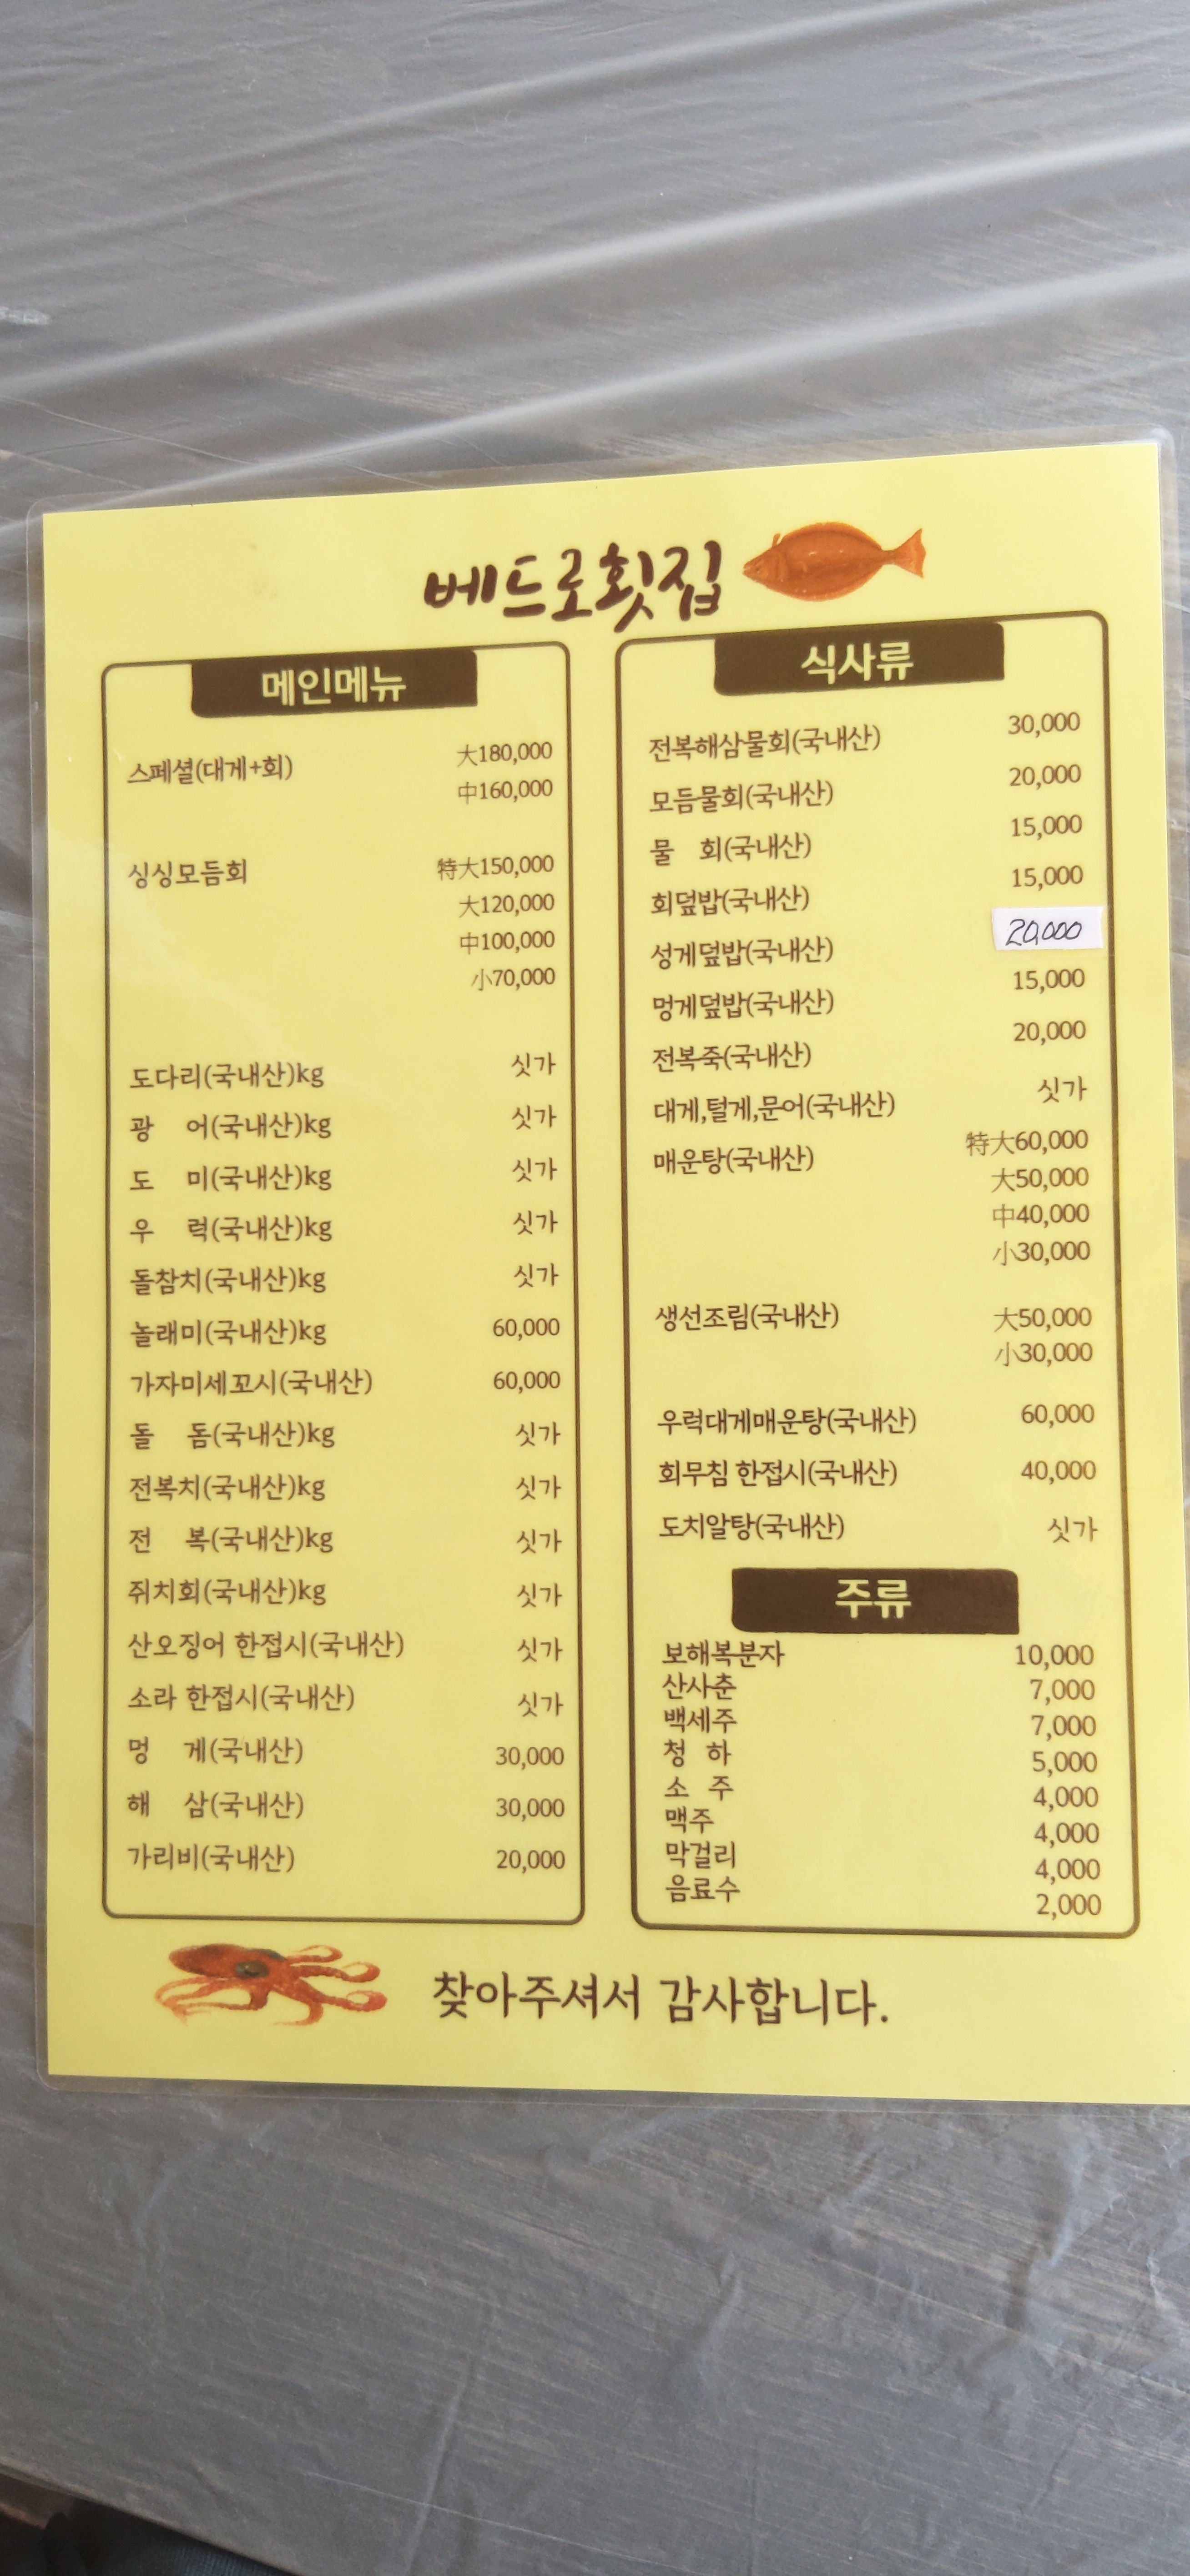 베드로횟집
메인메뉴
스페셜(대게+회) 大180,000
中160,000
싱싱모듬회 特大150,000
大120,000
中100,000
小70,000
도다리(국내산)kg 싯가
광 어(국내산)kg 싯가
도 미(국내산)kg 싯가
우 럭(국내산)kg 싯가
돌참치(국내산)kg 싯가
놀래미(국내산)kg 60,000
가자미세꼬시(국내산) 60,000
돌 돔(국내산)kg 싯가
전복치(국내산)kg 싯가
전 복(국내산)kg 싯가
쥐치회(국내산)kg 싯가
산오징어 한접시(국내산) 싯가
소라 한접시(국내산) 싯가
멍 게(국내산) 30,000
해 삼(국내산) 30,000
가리비(국내산) 20,000
식사류
전복해삼물회(국내산) 30,000
모듬물회(국내산) 20,000
물 회(국내산) 15,000
회덮밥(국내산) 15,000
성게덮밥(국내산) 20,000
멍게덮밥(국내산) 15,000
전복죽(국내산) 20,000
대게,털게,문어(국내산) 싯가
매운탕(국내산) 特大60,000
大50,000
中40,000
小30,000
생선조림(국내산) 大50,000
小30,000
우럭대게매운탕(국내산) 60,000
회무침 한접시(국내산) 40,000
도치알탕(국내산) 싯가
주류
보해복분자 10,000
산사춘 7,000
백세주 7,000
청 하 5,000
소 주 4,000
맥주 4,000
막걸리 4,000
음료수 2,000
찾아주셔서 감사합니다.